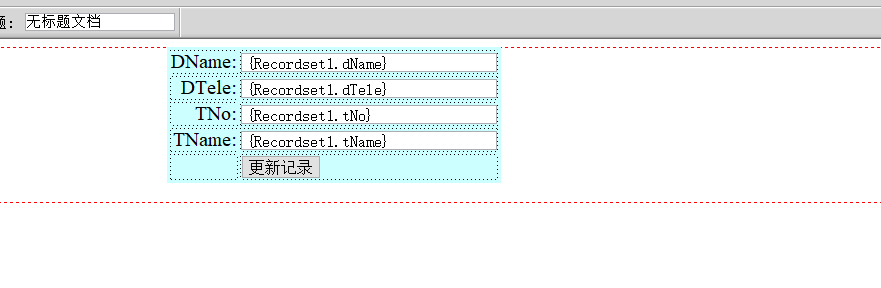 题: 无标题文档
DName: {Recordset1.dName}
DTele: {Recordset1.dTele}
TNo: {Recordset1.tNo}
TName: {Recordset1.tName}
更新记录